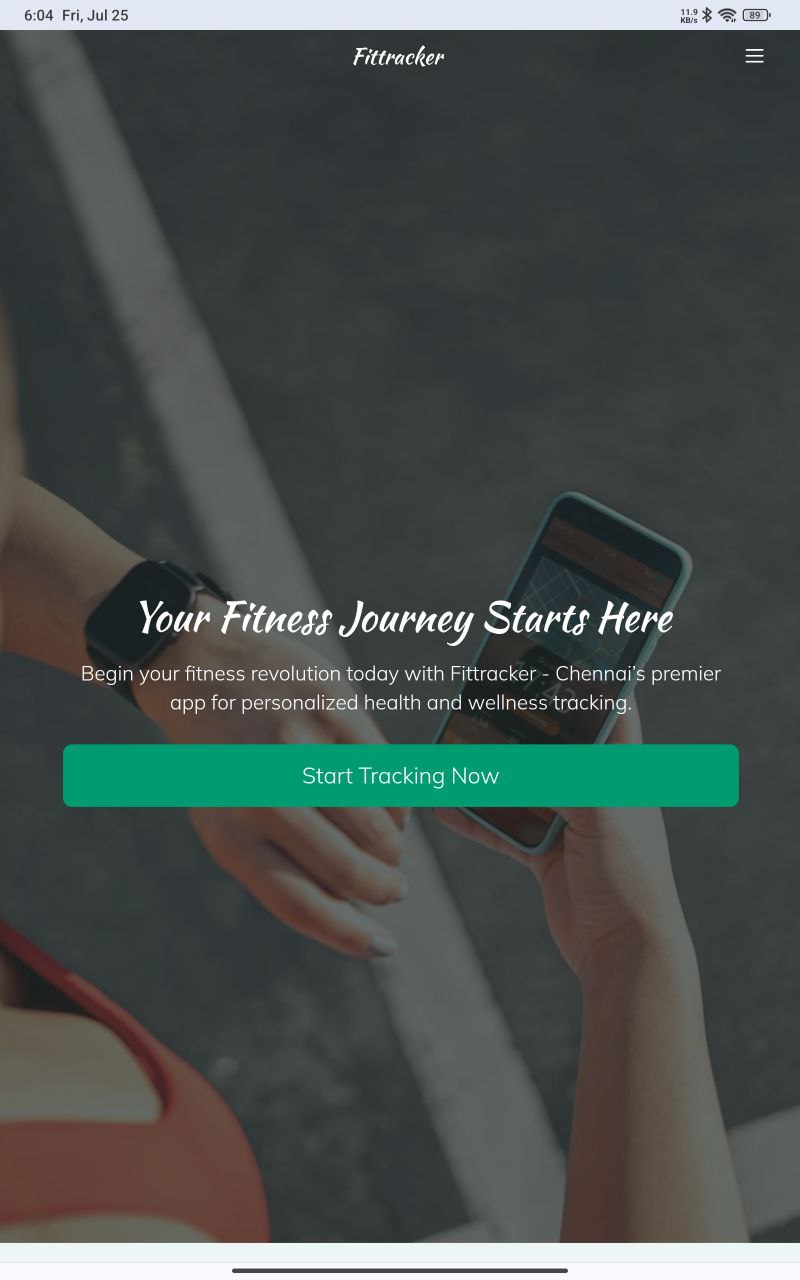 6:04 Fri, Jul 25
11.9
KB/s
89
Fittracker
Your Fitness Journey Starts Here
Begin your fitness revolution today with Fittracker - Chennai's premier
app for personalized health and wellness tracking.
Start Tracking Now